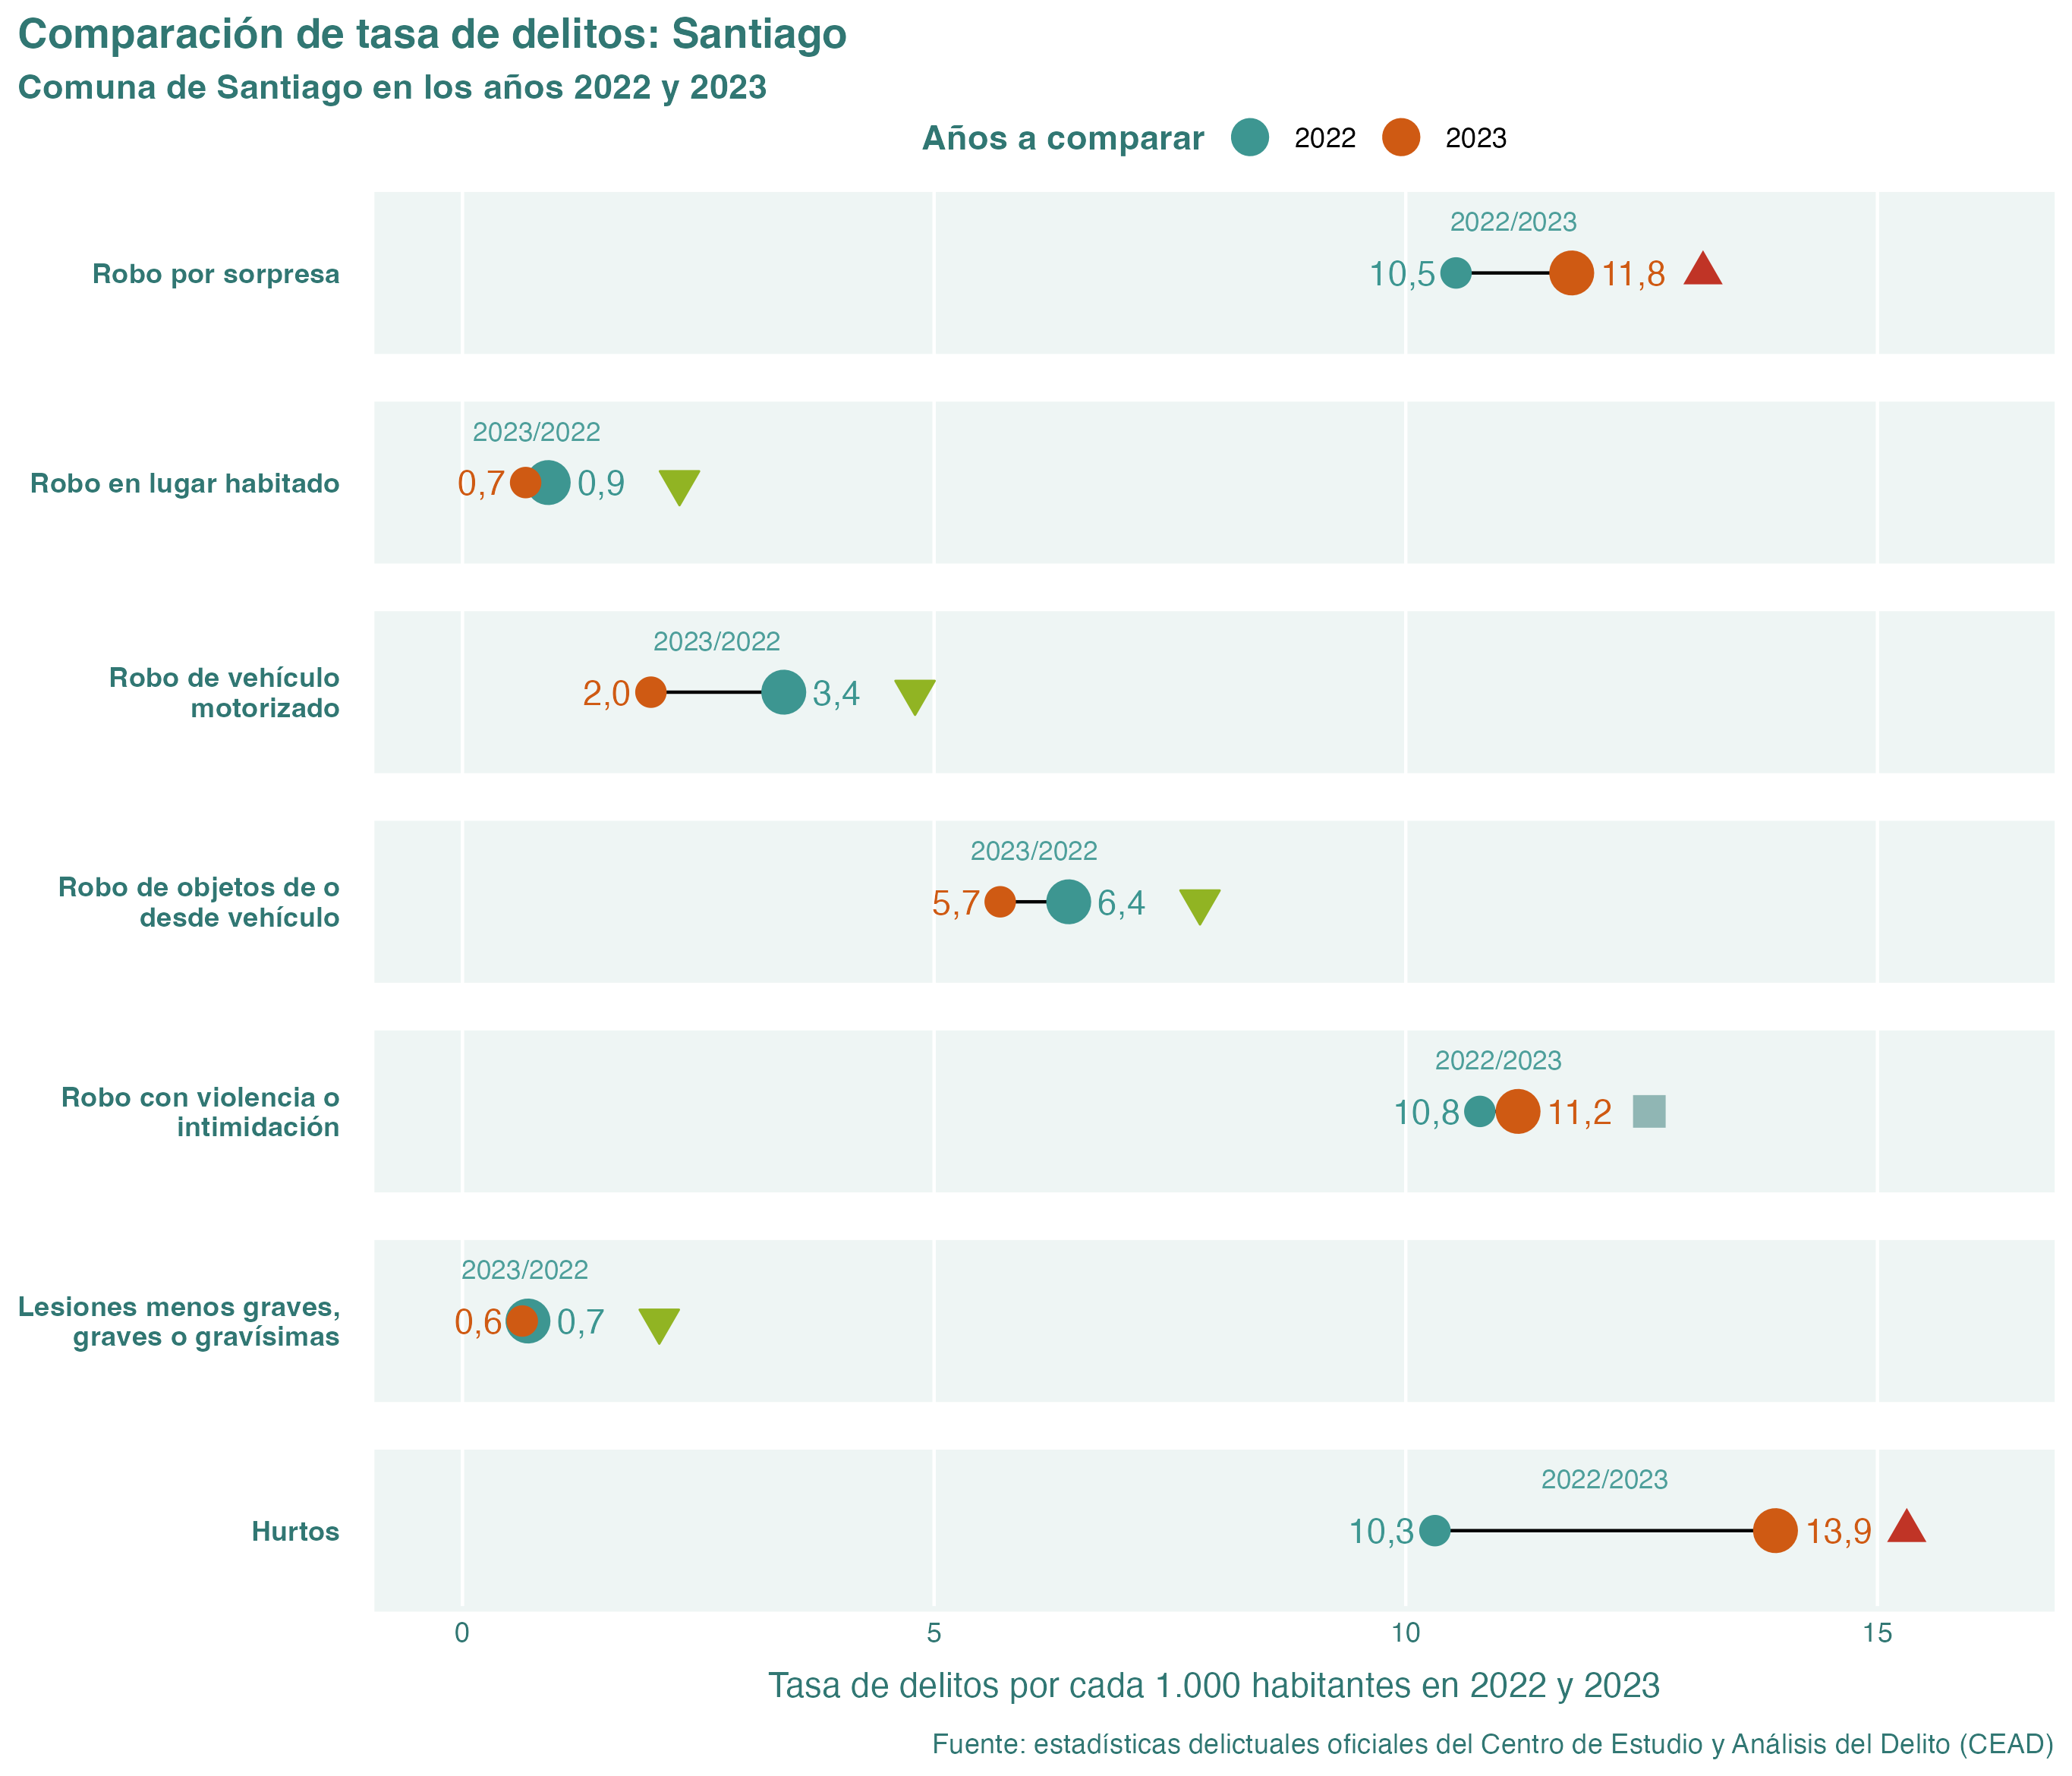 Comparación de tasa de delitos: Santiago
Comuna de Santiago en los años 2022 y 2023
Años a comparar 2022 2023
2022/2023
Robo por sorpresa 10,5 11,8
2023/2022
Robo en lugar habitado 0,7 0,9
2023/2022
Robo de vehículo
motorizado
2,0 3,4
2023/2022
Robo de objetos de o
desde vehículo
5,7 6,4
2022/2023
Robo con violencia o
intimidación
10,8 11,2
2023/2022
Lesiones menos graves,
graves o gravísimas
0,6 0,7
2022/2023
Hurtos 10,3 13,9
0 5 10 15
Tasa de delitos por cada 1.000 habitantes en 2022 y 2023
Fuente: estadísticas delictuales oficiales del Centro de Estudio y Análisis del Delito (CEAD)